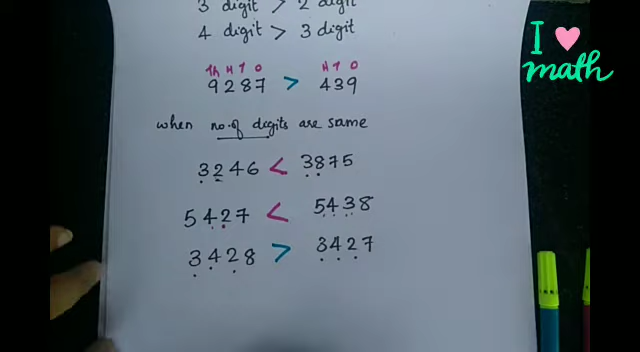 3 digit > 2 digit
4 digit > 3 digit
I
math
Th H T O H T O
9287 > 439
when no.of digits are same
3246 < 3875
5427 < 5438
3428 > 3427